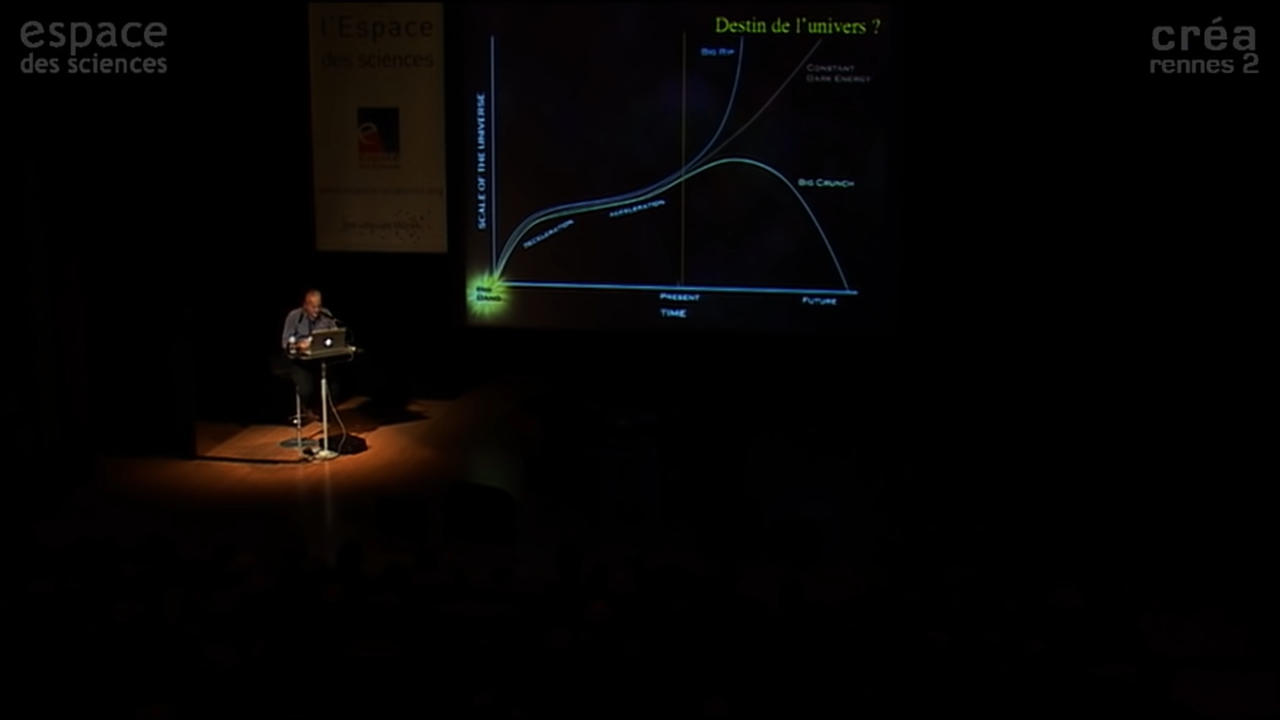 espace
des sciences
l'Espace
des sciences
créa
rennes 2
Destin de l'univers ?
BIG RIP
CONSTANT
DARK ENERGY
SCALE OF THE UNIVERSE
BIG CRUNCH
ACCELERATION
DECELERATION
BIG
BANG
PRESENT
FUTURE
TIME